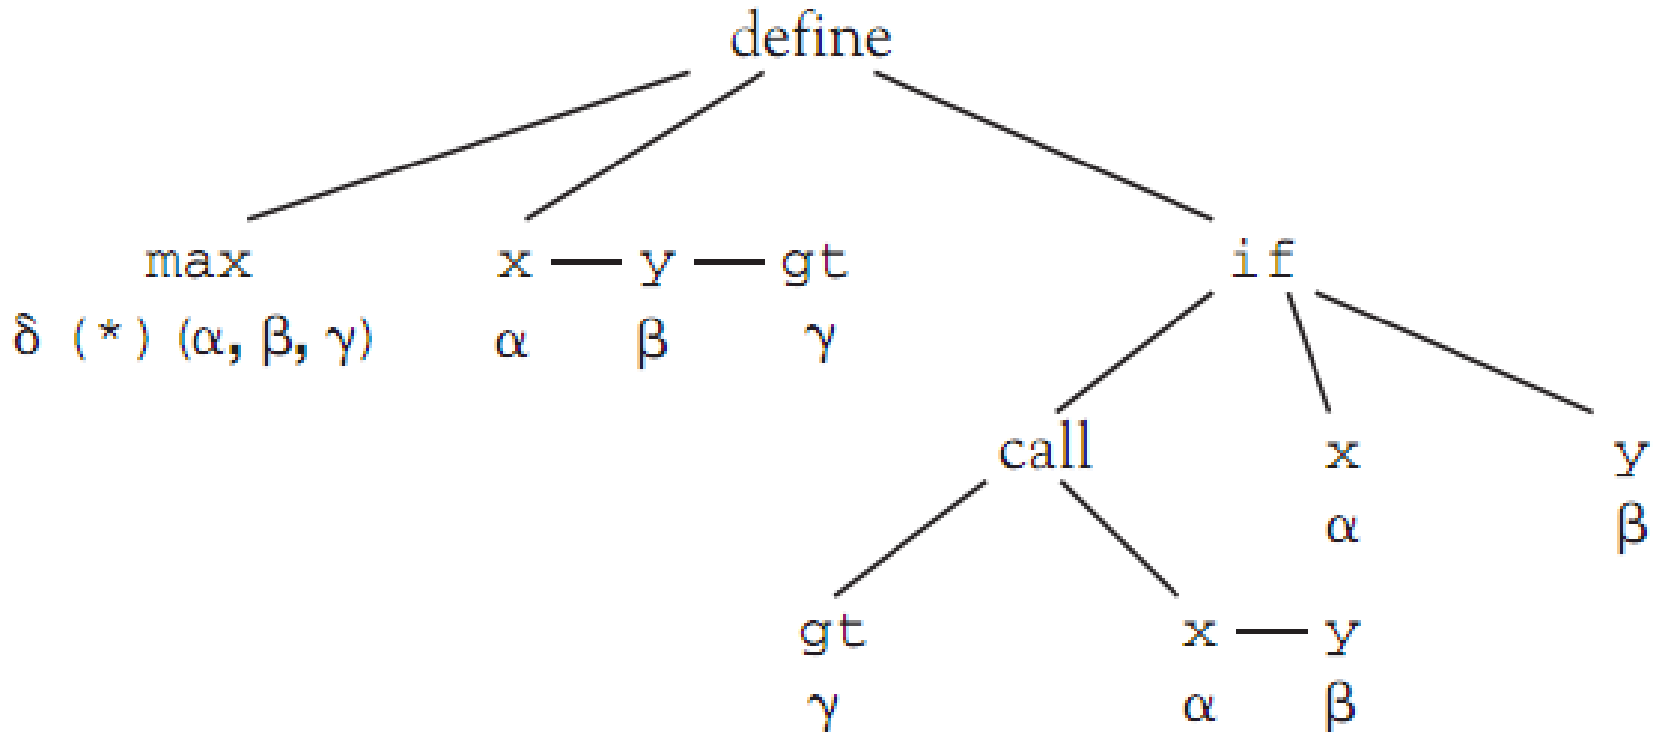 define
max x y gt if
δ (*) (α, β, γ) α β γ
call x y
α β
gt x y
γ α β